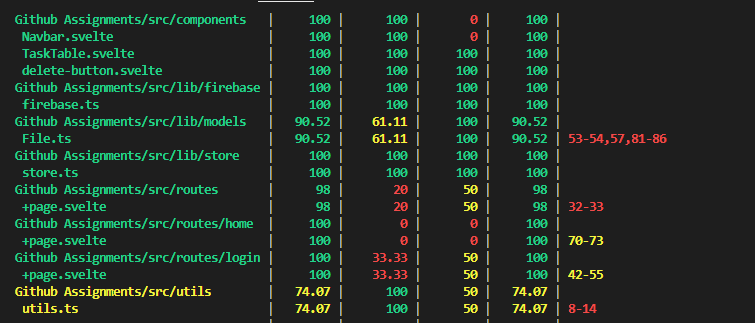 Github Assignments/src/components | 100 | 100 | 0 | 100 |
Navbar.svelte | 100 | 100 | 0 | 100 |
TaskTable.svelte | 100 | 100 | 100 | 100 |
delete-button.svelte | 100 | 100 | 100 | 100 |
Github Assignments/src/lib/firebase | 100 | 100 | 100 | 100 |
firebase.ts | 100 | 100 | 100 | 100 |
Github Assignments/src/lib/models | 90.52 | 61.11 | 100 | 90.52 |
File.ts | 90.52 | 61.11 | 100 | 90.52 | 53-54,57,81-86
Github Assignments/src/lib/store | 100 | 100 | 100 | 100 |
store.ts | 100 | 100 | 100 | 100 |
Github Assignments/src/routes | 98 | 20 | 50 | 98 |
+page.svelte | 98 | 20 | 50 | 98 | 32-33
Github Assignments/src/routes/home | 100 | 0 | 0 | 100 |
+page.svelte | 100 | 0 | 0 | 100 | 70-73
Github Assignments/src/routes/login | 100 | 33.33 | 50 | 100 |
+page.svelte | 100 | 33.33 | 50 | 100 | 42-55
Github Assignments/src/utils | 74.07 | 100 | 50 | 74.07 |
utils.ts | 74.07 | 100 | 50 | 74.07 | 8-14